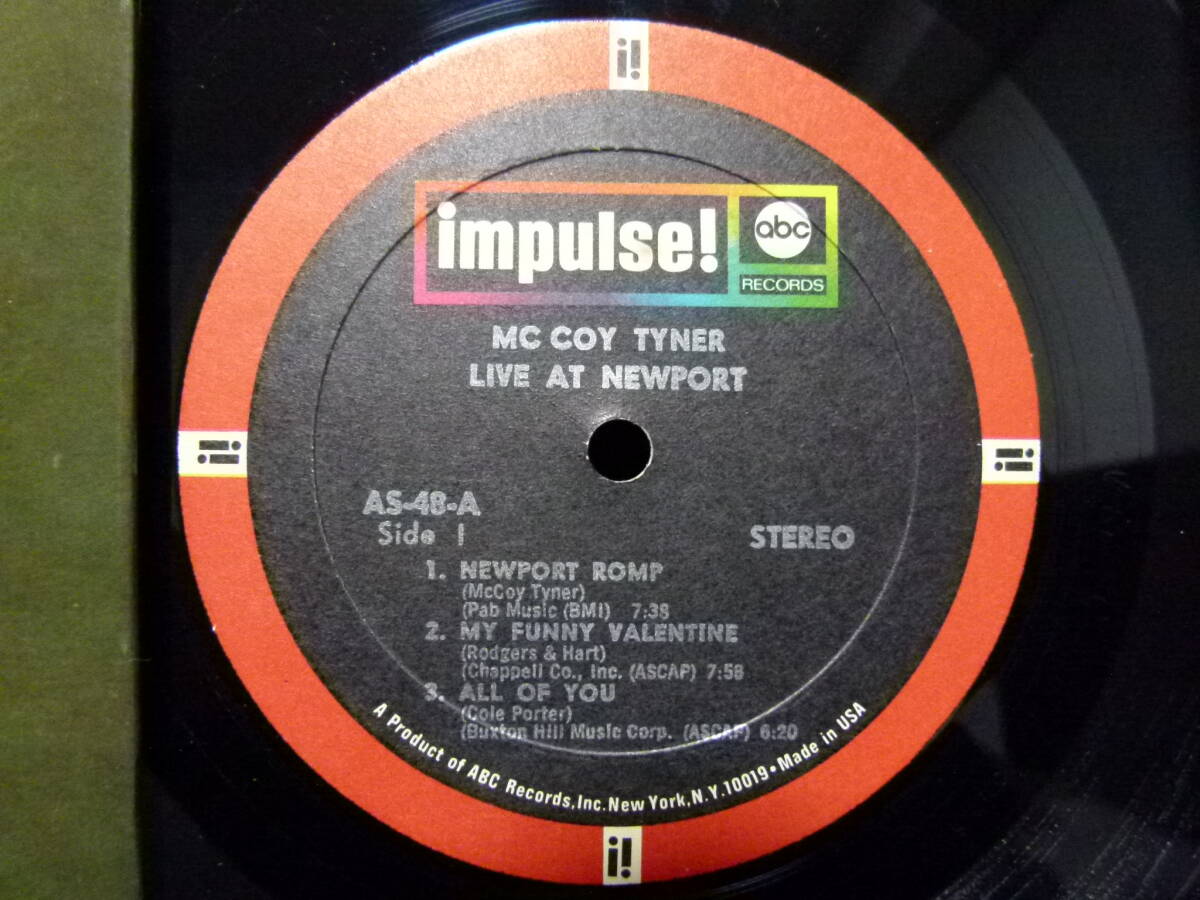 impulse!
abc
RECORDS
MC COY TYNER
LIVE AT NEWPORT
AS-48-A
Side 1
STEREO
1. NEWPORT ROMP
(McCoy Tyner)
(Pab Music (BMI) 7:38
2. MY FUNNY VALENTINE
(Rodgers & Hart)
(Chappell Co., Inc. (ASCAP) 7:58
3. ALL OF YOU
(Cole Porter)
(Buxton Hill Music Corp. (ASCAP) 6:20
A Product of ABC Records, Inc. New York, N.Y. 10019 • Made in USA
i!
i!
i!
i!